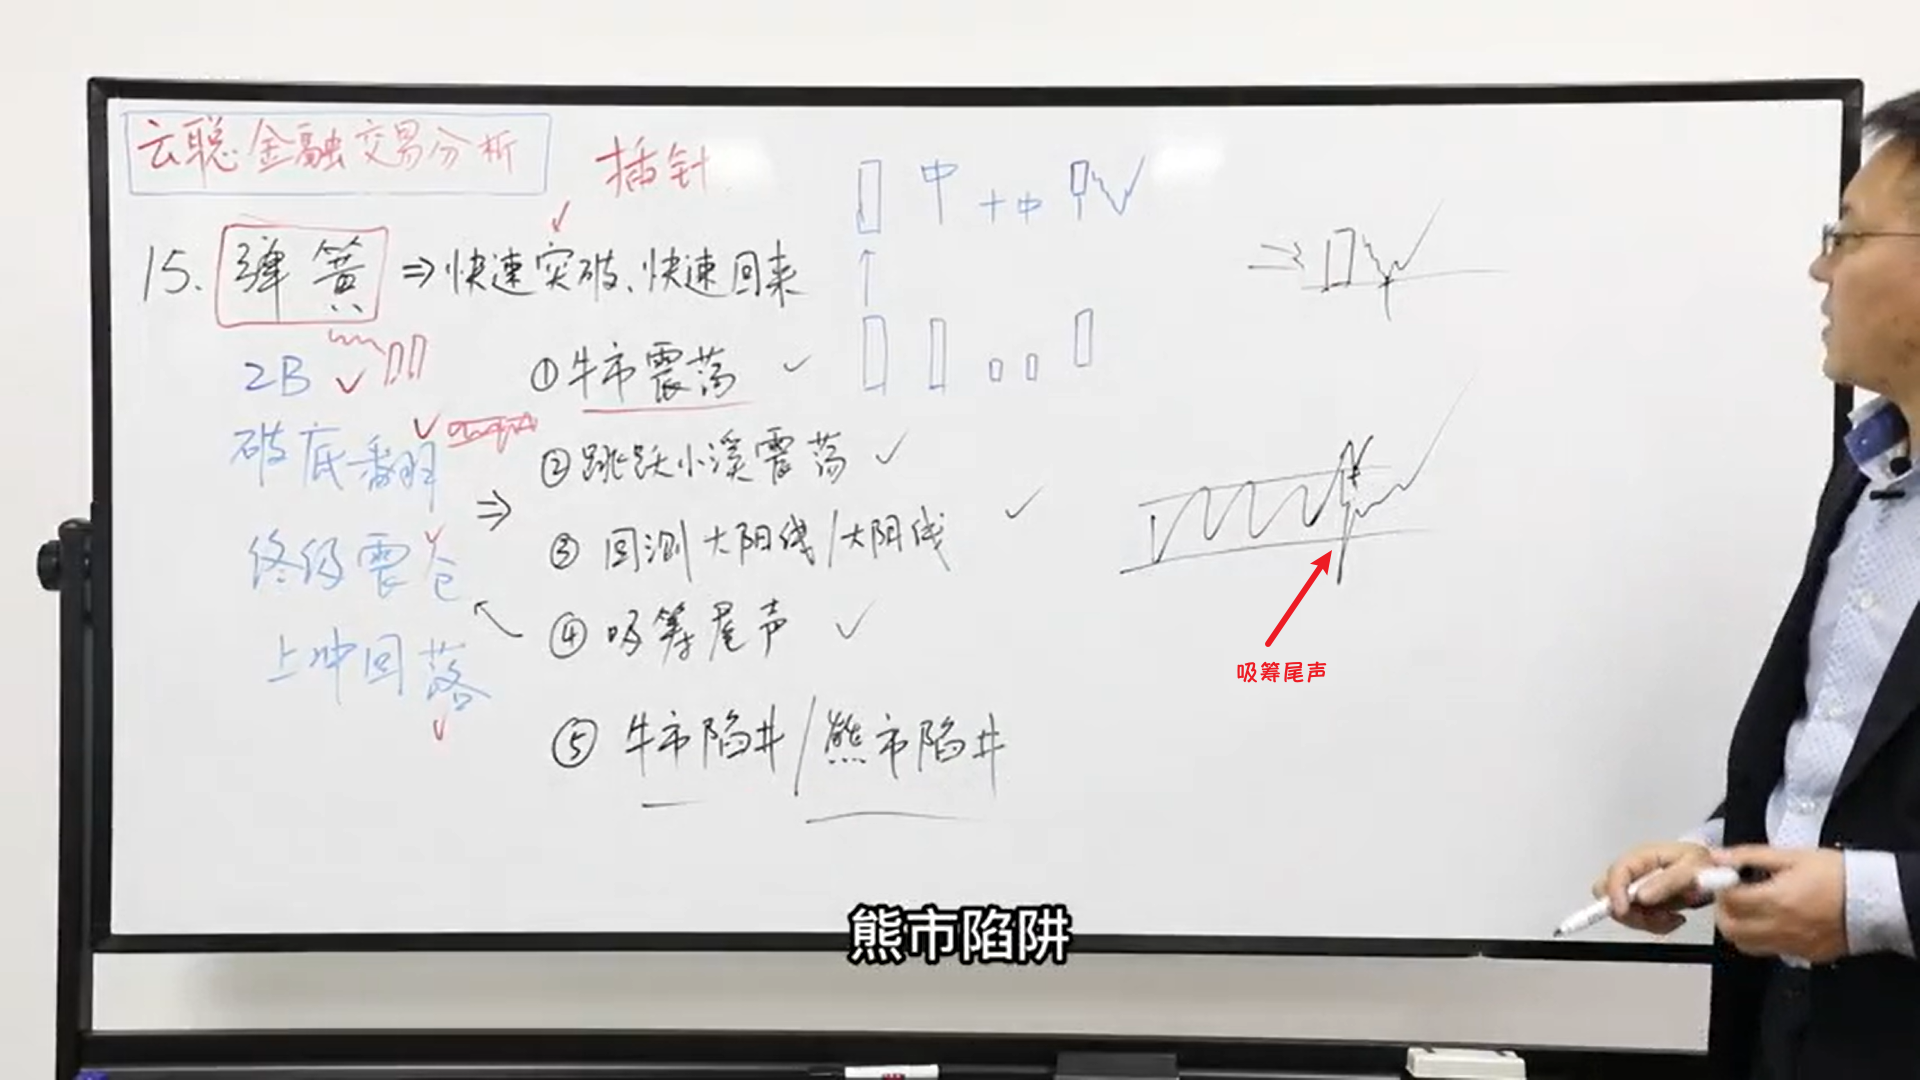 云聪金融交易分析
插针
15. 弹簧 ⇒ 快速突破、快速回来
2B
破底翻
终级震仓
上冲回落
①牛市震荡
②跳跃小溪震荡
③回测大阳线/大阴线
④吸筹尾声
⑤牛市陷井/熊市陷井
吸筹尾声
熊市陷阱